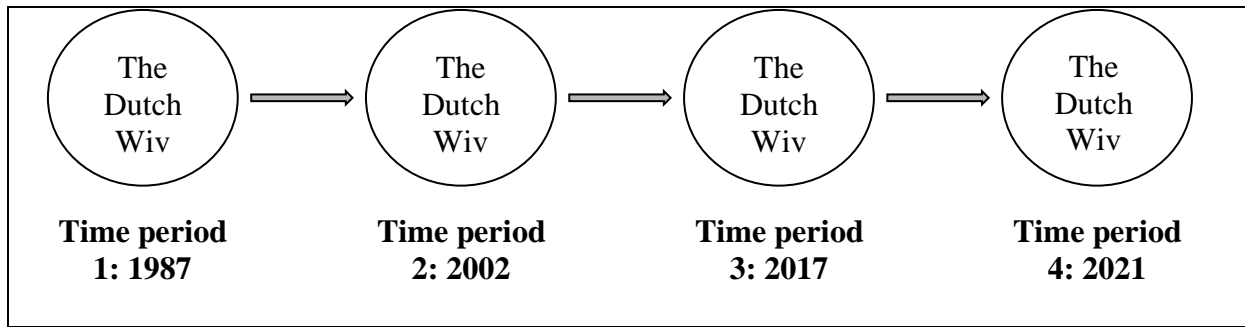 The
Dutch
Wiv
The
Dutch
Wiv
The
Dutch
Wiv
The
Dutch
Wiv
Time period
1: 1987
Time period
2: 2002
Time period
3: 2017
Time period
4: 2021